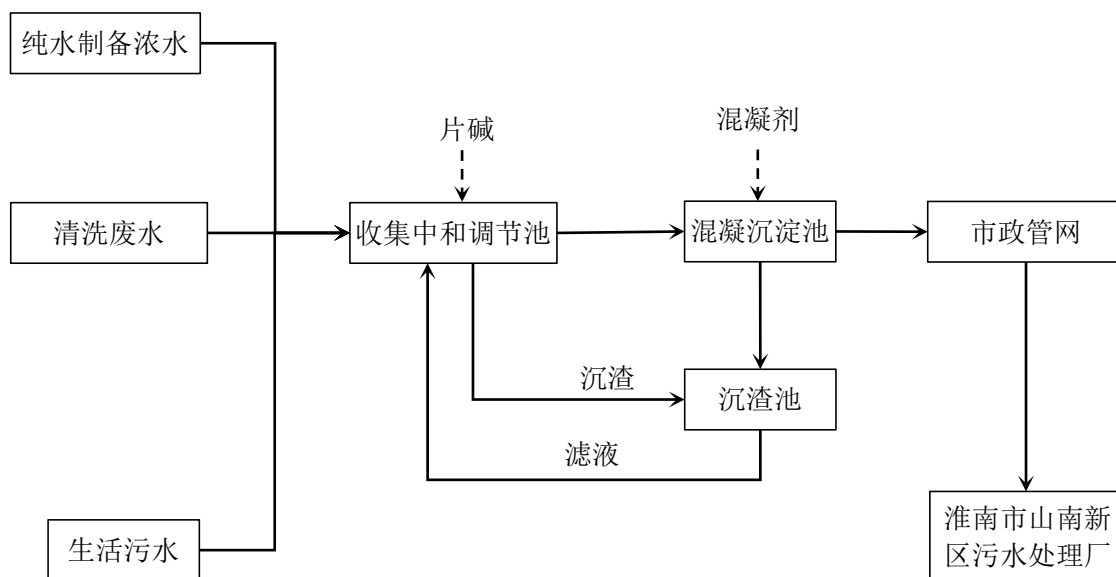 纯水制备浓水
片碱
混凝剂
清洗废水
收集中和调节池
混凝沉淀池
市政管网
沉渣
沉渣池
滤液
生活污水
淮南市山南新
区污水处理厂